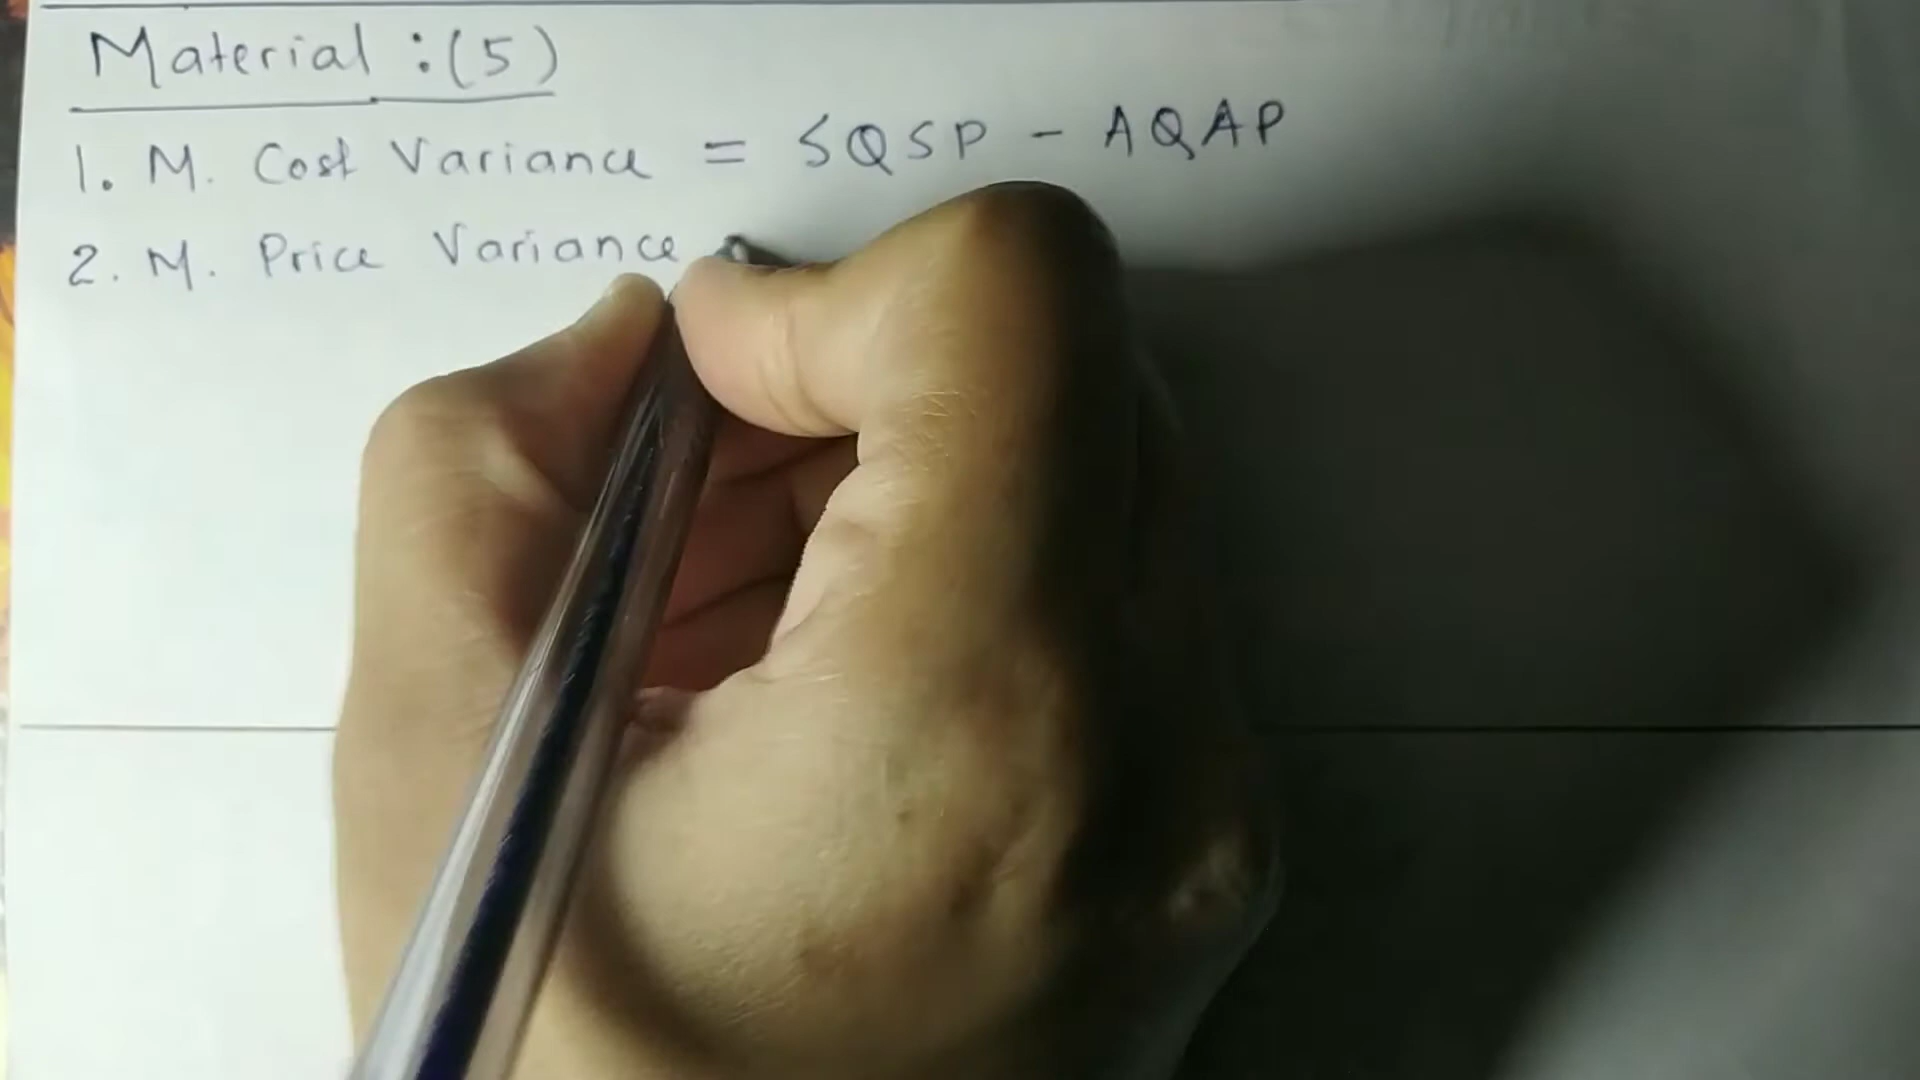 Material :(5)
1. M. Cost Variance = SQSP - AQAP
2. M. Price Variance